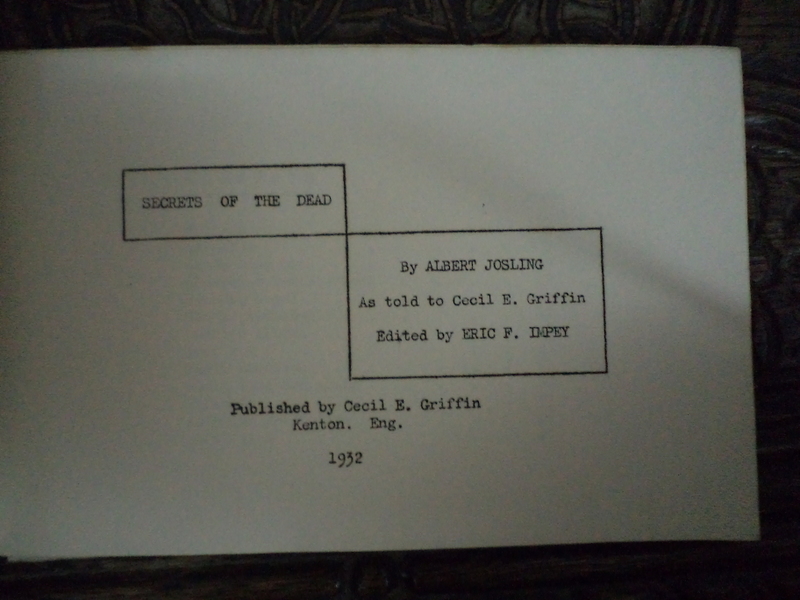 SECRETS OF THE DEAD
By ALBERT JOSLING
As told to Cecil E. Griffin
Edited by ERIC F. IMPEY
Published by Cecil E. Griffin
Kenton. Eng.
1932